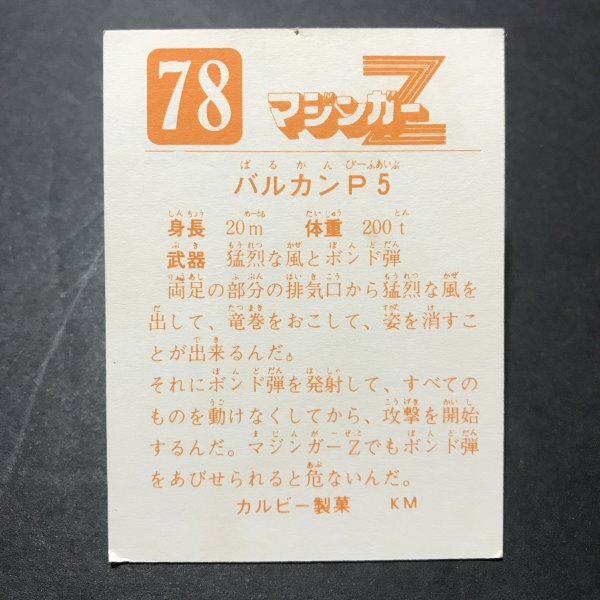 78 マジンガーZ
ばるかんぴーふあいぶ
バルカンP5
しんちょう めーとる たいじゅう とん
身長 20m 体重 200t
ぶき もうれつ かぜ ぼんどだん
武器 猛烈な風とボンド弾
りょうあし ぶぶん はいきこう もうれつ かぜ
両足の部分の排気口から猛烈な風を
だ たつまき すがた け
出して、竜巻をおこして、姿を消すこ
でき
とが出来るんだ。
ぼんどだん はっしゃ
それにボンド弾を発射して、すべての
うご こうげき かいし
ものを動けなくしてから、攻撃を開始
まじんがーぜっと ぼんどだん
するんだ。マジンガーZでもボンド弾
あぶ
をあびせられると危ないんだ。
カルビー製菓 KM